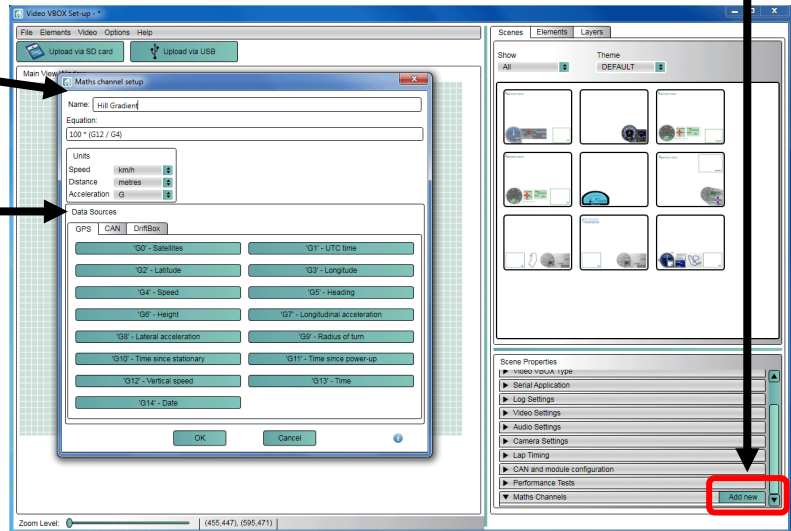 Video VBOX Set-up - *
File Elements Video Options Help
Upload via SD card Upload via USB
Main View Window
Maths channel setup
Name: Hill Gradient
Equation:
100 * (G12 / G4)
Units
Speed km/h
Distance metres
Acceleration G
Data Sources
GPS CAN DriftBox
'G0' - Satellites 'G1' - UTC time
'G2' - Latitude 'G3' - Longitude
'G4' - Speed 'G5' - Heading
'G6' - Height 'G7' - Longitudinal acceleration
'G8' - Lateral acceleration 'G9' - Radius of turn
'G10' - Time since stationary 'G11' - Time since power-up
'G12' - Vertical speed 'G13' - Time
'G14' - Date
OK Cancel
Zoom Level: (455,447), (595,471)
Scenes Elements Layers
Show Theme
All DEFAULT
Scene Properties
Video VBOX Type
Serial Application
Log Settings
Video Settings
Audio Settings
Camera Settings
Lap Timing
CAN and module configuration
Performance Tests
Maths Channels Add new